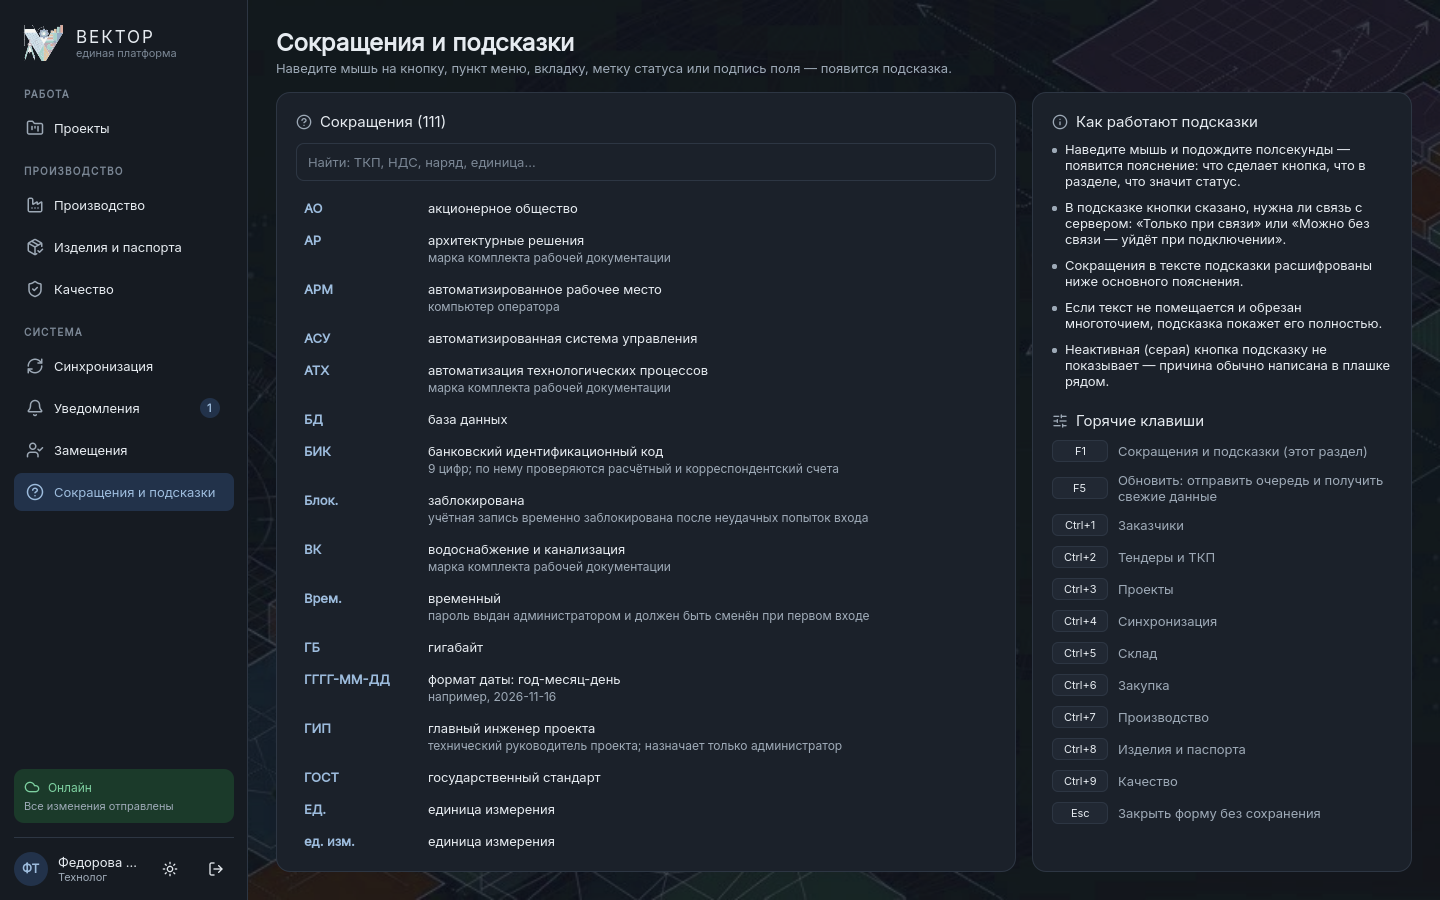 ВЕКТОР
единая платформа
РАБОТА
Проекты
ПРОИЗВОДСТВО
Производство
Изделия и паспорта
Качество
СИСТЕМА
Синхронизация
Уведомления 1
Замещения
Сокращения и подсказки
Онлайн
Все изменения отправлены
ФТ
Федорова ...
Технолог
Сокращения и подсказки
Наведите мышь на кнопку, пункт меню, вкладку, метку статуса или подпись поля — появится подсказка.
Сокращения (111)
Найти: ТКП, НДС, наряд, единица...
АО акционерное общество
АР архитектурные решения
марка комплекта рабочей документации
АРМ автоматизированное рабочее место
компьютер оператора
АСУ автоматизированная система управления
АТХ автоматизация технологических процессов
марка комплекта рабочей документации
БД база данных
БИК банковский идентификационный код
9 цифр; по нему проверяются расчётный и корреспондентский счета
Блок. заблокирована
учётная запись временно заблокирована после неудачных попыток входа
ВК водоснабжение и канализация
марка комплекта рабочей документации
Врем. временный
пароль выдан администратором и должен быть сменён при первом входе
ГБ гигабайт
ГГГГ-ММ-ДД формат даты: год-месяц-день
например, 2026-11-16
ГИП главный инженер проекта
технический руководитель проекта; назначает только администратор
ГОСТ государственный стандарт
ЕД. единица измерения
ед. изм. единица измерения
Как работают подсказки
Наведите мышь и подождите полсекунды —
появится пояснение: что сделает кнопка, что в
разделе, что значит статус.
В подсказке кнопки сказано, нужна ли связь с
сервером: «Только при связи» или «Можно без
связи — уйдёт при подключении».
Сокращения в тексте подсказки расшифрованы
ниже основного пояснения.
Если текст не помещается и обрезан
многоточием, подсказка покажет его полностью.
Неактивная (серая) кнопка подсказку не
показывает — причина обычно написана в плашке
рядом.
Горячие клавиши
F1 Сокращения и подсказки (этот раздел)
F5 Обновить: отправить очередь и получить
свежие данные
Ctrl+1 Заказчики
Ctrl+2 Тендеры и ТКП
Ctrl+3 Проекты
Ctrl+4 Синхронизация
Ctrl+5 Склад
Ctrl+6 Закупка
Ctrl+7 Производство
Ctrl+8 Изделия и паспорта
Ctrl+9 Качество
Esc Закрыть форму без сохранения